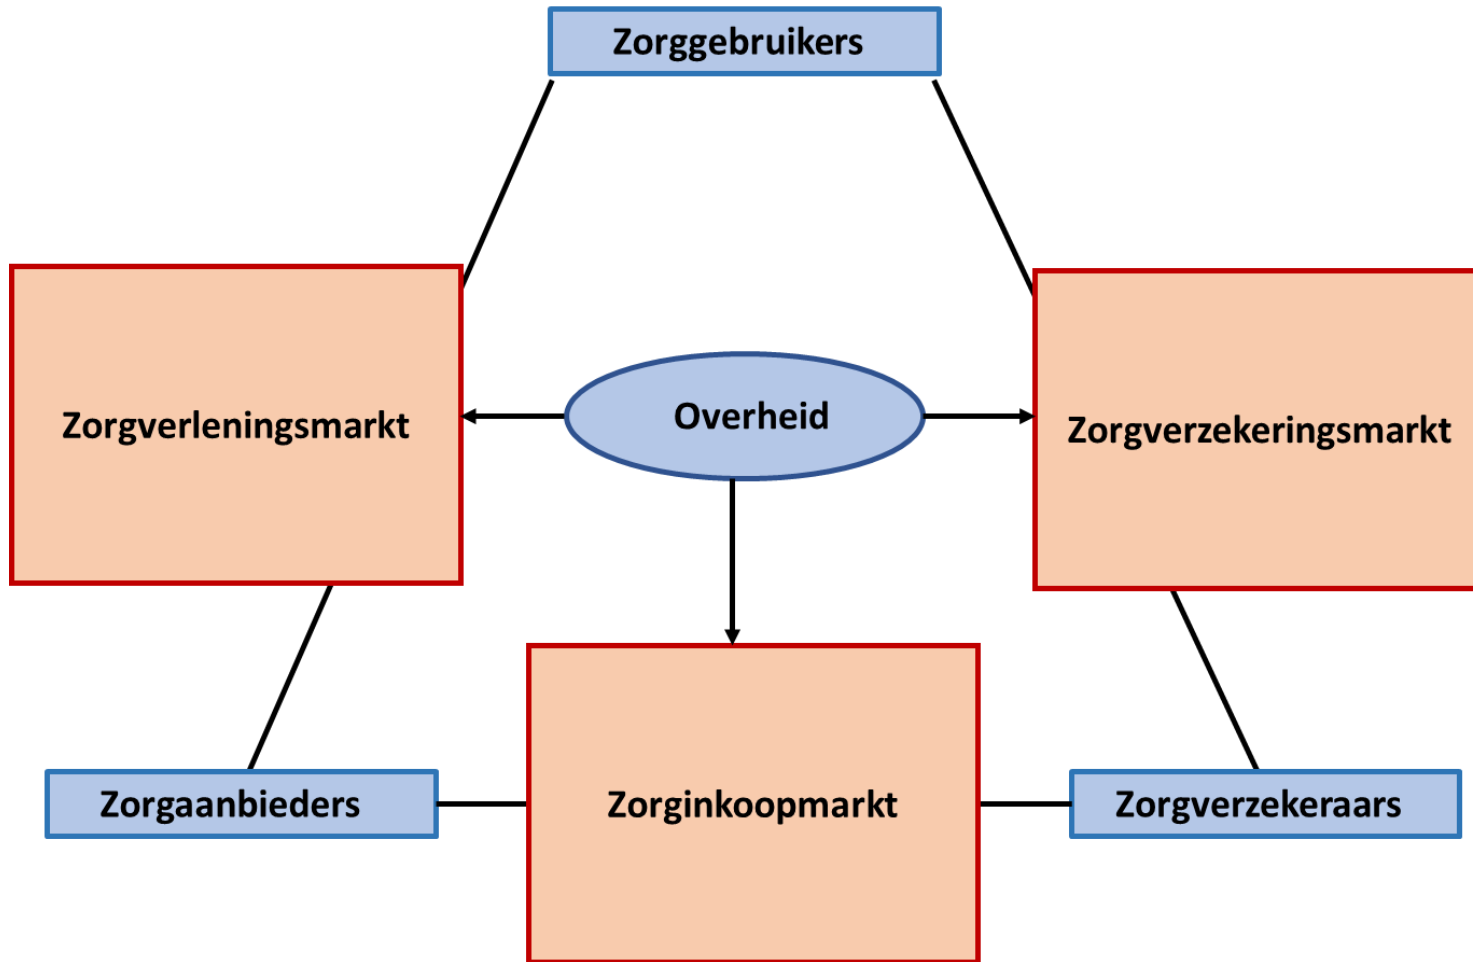 Zorggebruikers
Zorgverleningsmarkt
Overheid
Zorgverzekeringsmarkt
Zorgaanbieders
Zorginkoopmarkt
Zorgverzekeraars